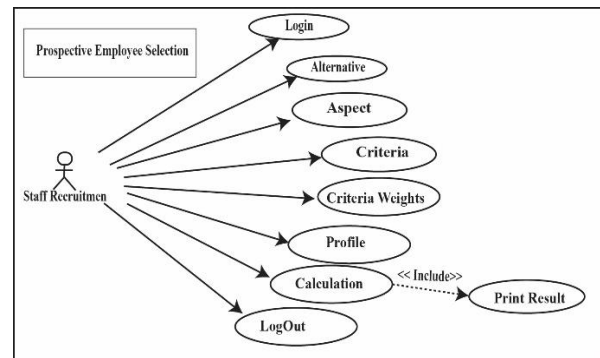 Login
Prospective Employee Selection
Alternative
Aspect
Criteria
Staff Recruitmen
Criteria Weights
Profile
<< Include>>
Calculation
Print Result
LogOut